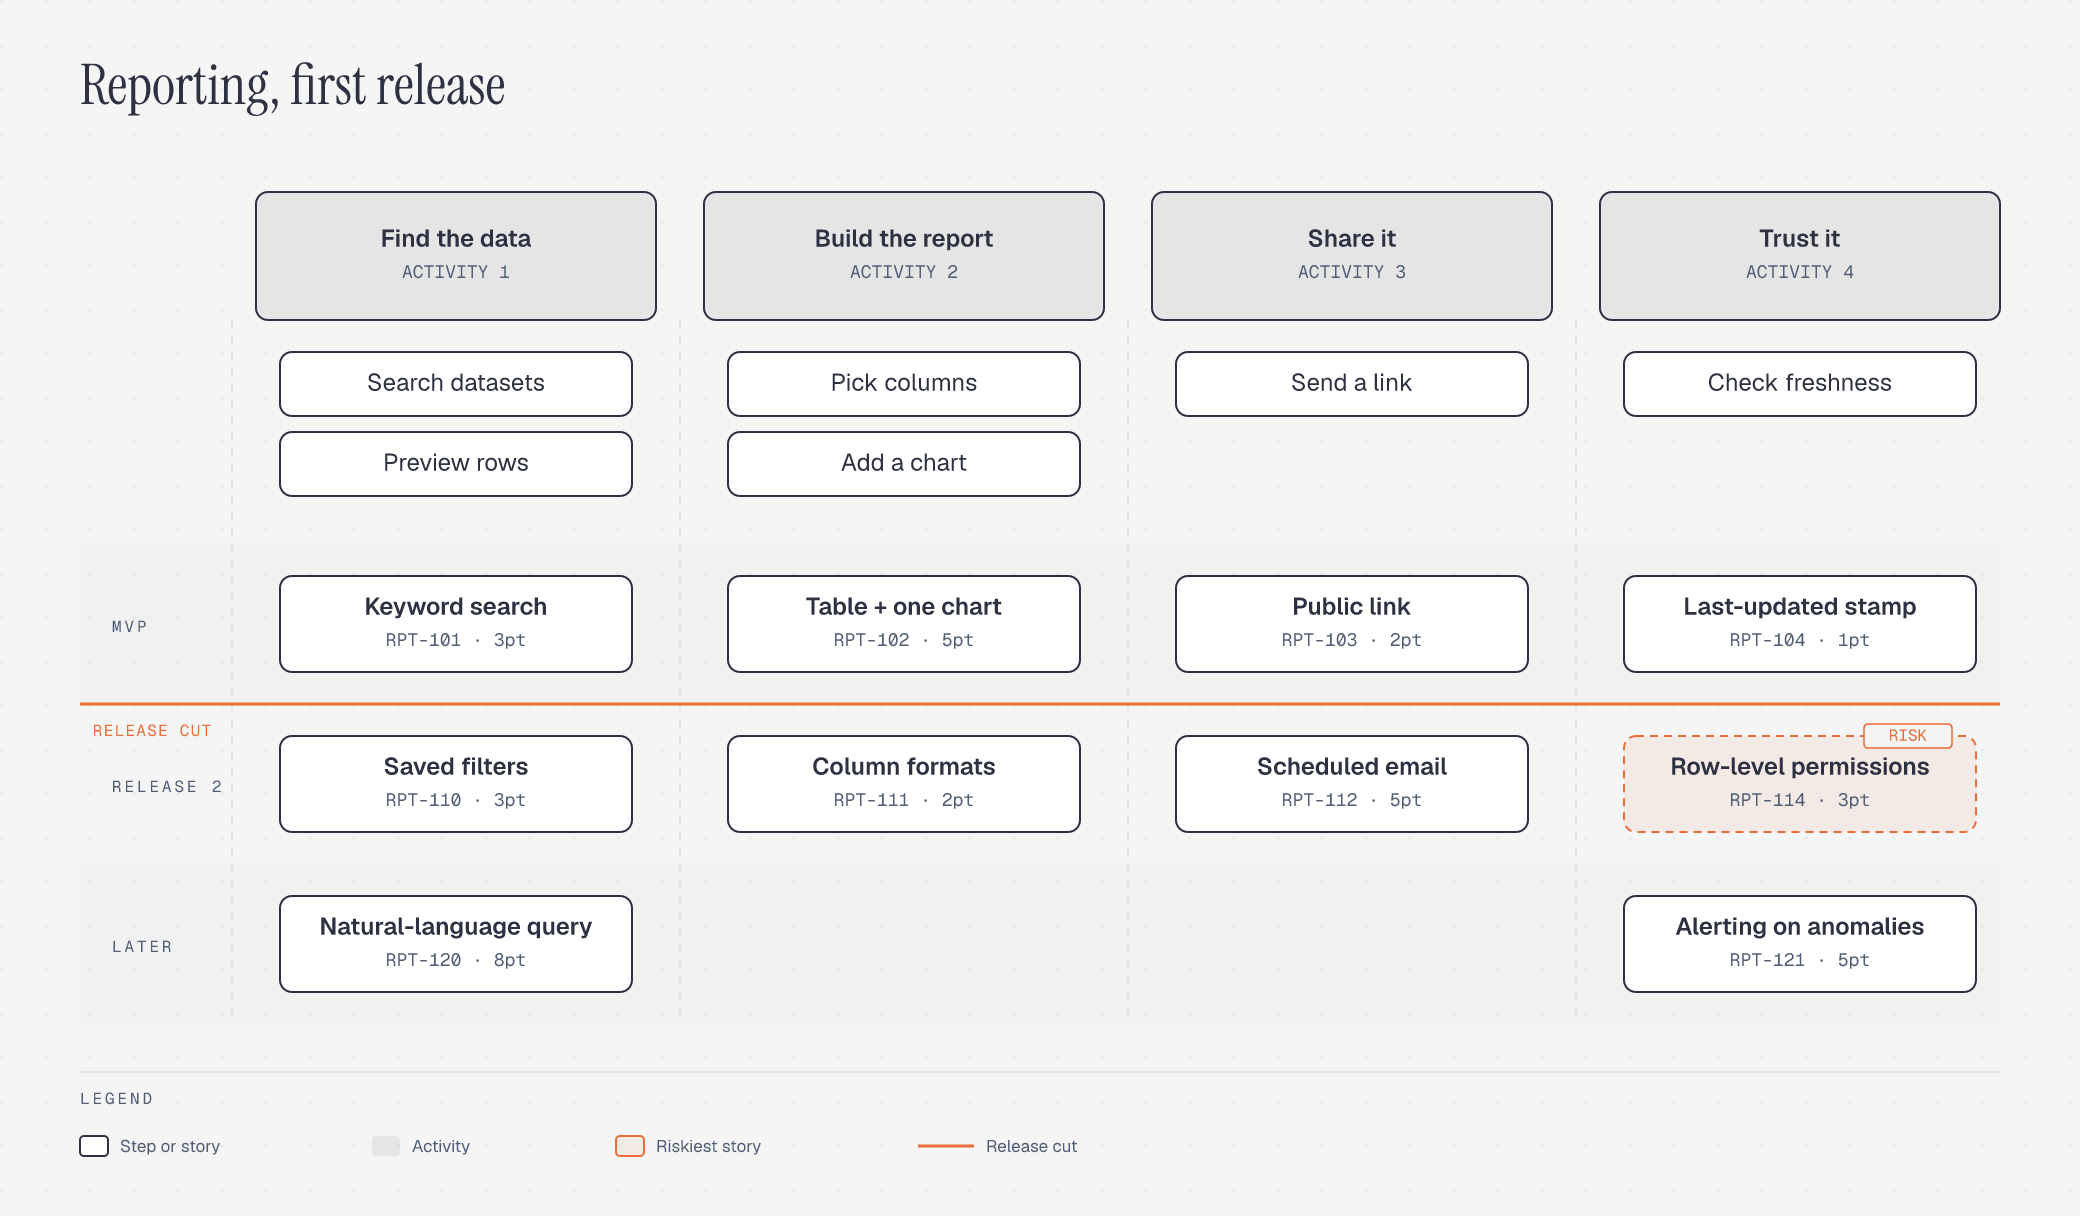 Reporting, first release
Find the data
ACTIVITY 1
Build the report
ACTIVITY 2
Share it
ACTIVITY 3
Trust it
ACTIVITY 4
Search datasets
Pick columns
Send a link
Check freshness
Preview rows
Add a chart
MVP
Keyword search
RPT-101 · 3pt
Table + one chart
RPT-102 · 5pt
Public link
RPT-103 · 2pt
Last-updated stamp
RPT-104 · 1pt
RELEASE CUT
RELEASE 2
Saved filters
RPT-110 · 3pt
Column formats
RPT-111 · 2pt
Scheduled email
RPT-112 · 5pt
RISK
Row-level permissions
RPT-114 · 3pt
LATER
Natural-language query
RPT-120 · 8pt
Alerting on anomalies
RPT-121 · 5pt
LEGEND
Step or story
Activity
Riskiest story
Release cut